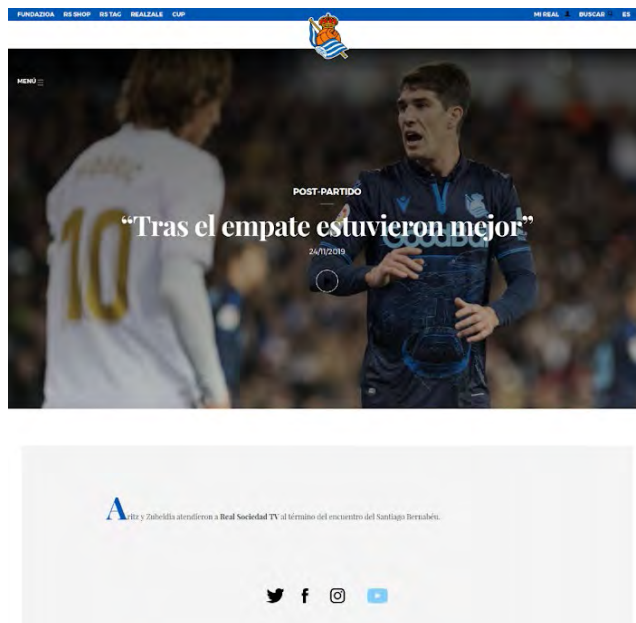 FUNDAZIOA RS SHOP RS TAG REALZALE CUP
MI REAL BUSCAR ES
MENÚ
POST-PARTIDO
“Tras el empate estuvieron mejor”
24/11/2019
10
Aritz y Zubeldia atendieron a Real Sociedad TV al término del encuentro del Santiago Bernabéu.